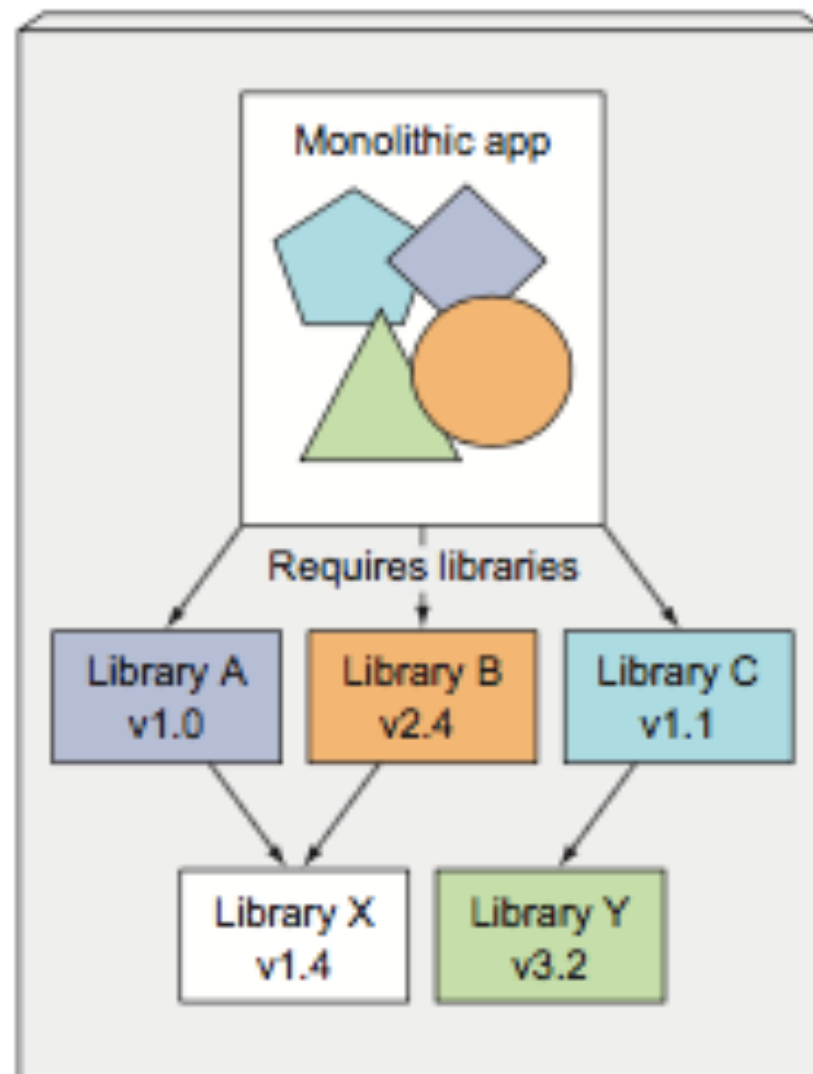 Monolithic app
Requires libraries
Library A
v1.0
Library B
v2.4
Library C
v1.1
Library X
v1.4
Library Y
v3.2